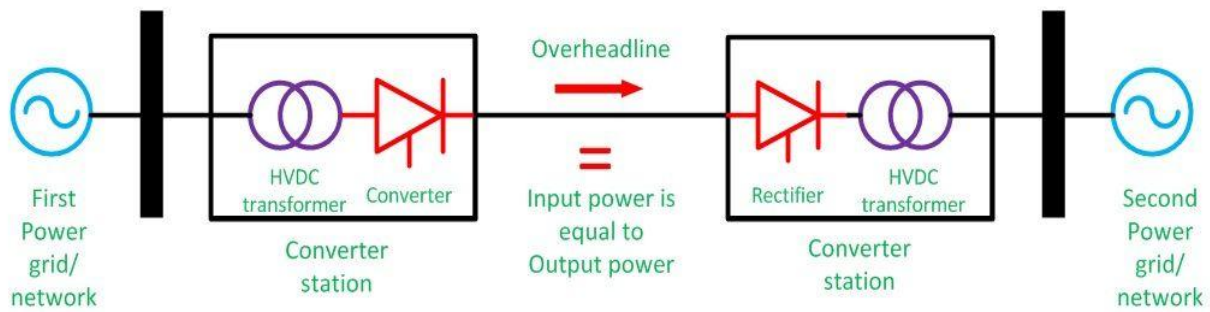 First
Power
grid/
network
HVDC
transformer
Converter
Converter
station
Overheadline
=
Input power is
equal to
Output power
Rectifier
HVDC
transformer
Converter
station
Second
Power
grid/
network